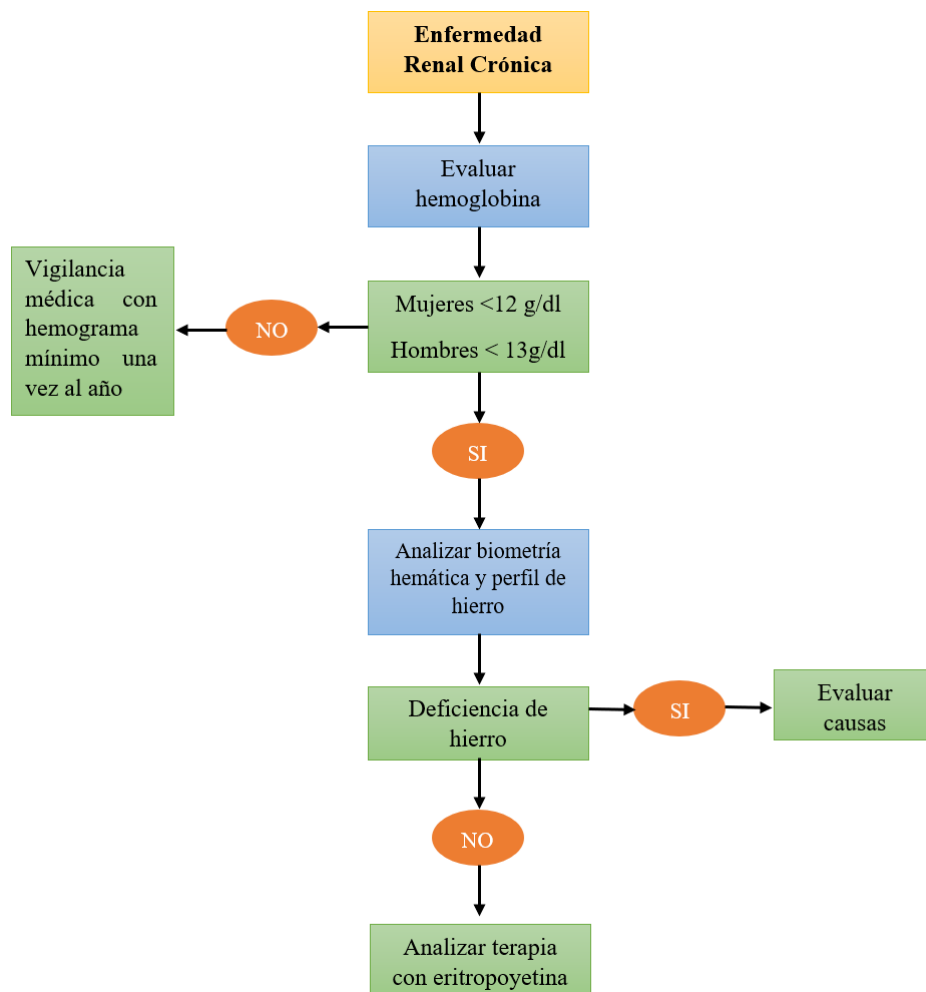 Enfermedad
Renal Crónica
Evaluar
hemoglobina
Mujeres <12 g/dl
Hombres < 13g/dl
NO
Vigilancia
médica con
hemograma
mínimo una
vez al año
SI
Analizar biometría
hemática y perfil de
hierro
Deficiencia de
hierro
SI
Evaluar
causas
NO
Analizar terapia
con eritropoyetina